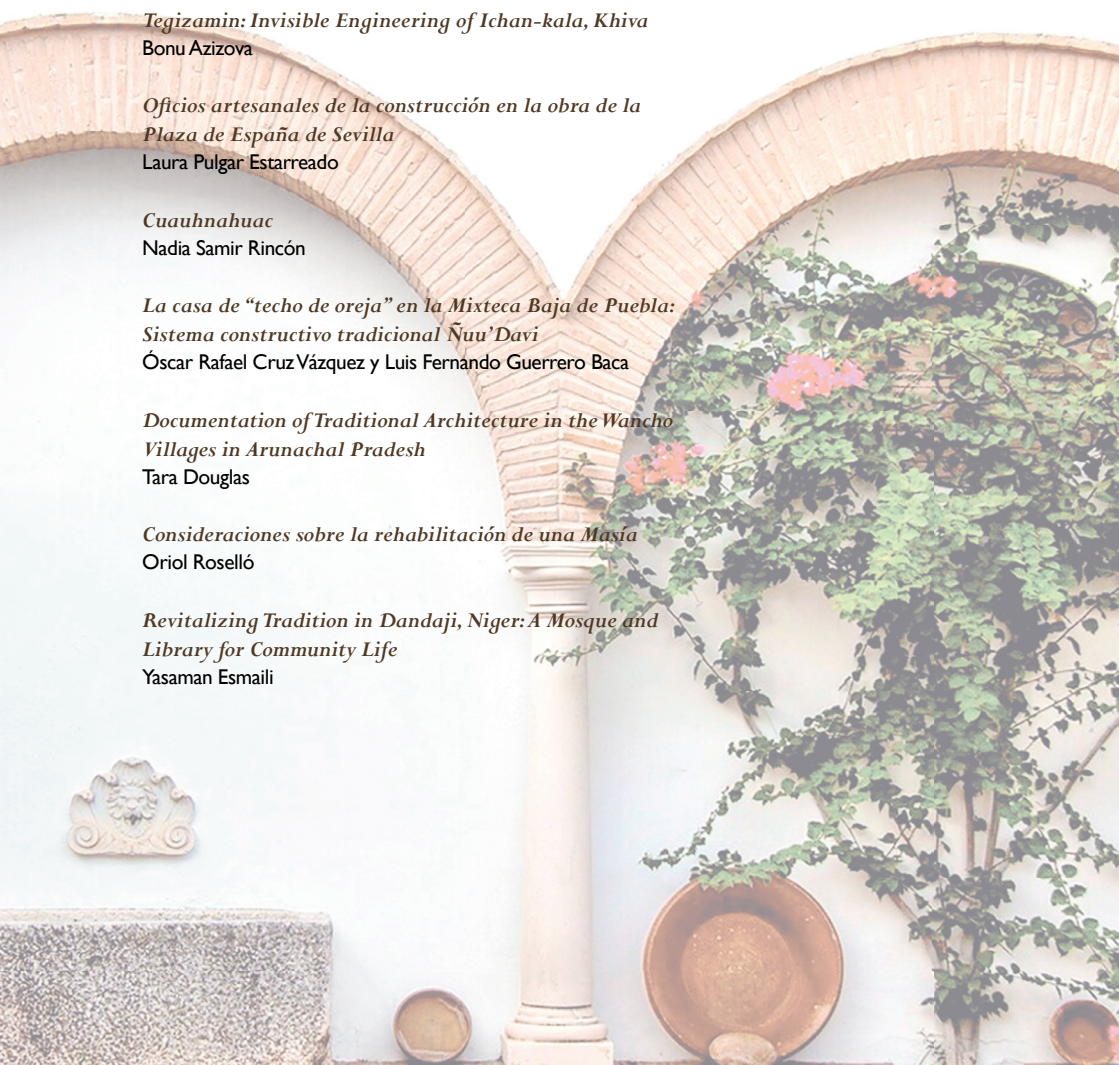 Tegizamin: Invisible Engineering of Ichan-kala, Khiva
Bonu Azizova
Oficios artesanales de la construcción en la obra de la
Plaza de España de Sevilla
Laura Pulgar Estarreado
Cuauhnahuac
Nadia Samir Rincón
La casa de “techo de oreja” en la Mixteca Baja de Puebla:
Sistema constructivo tradicional Ñuu’Davi
Óscar Rafael Cruz Vázquez y Luis Fernando Guerrero Baca
Documentation of Traditional Architecture in the Wancho
Villages in Arunachal Pradesh
Tara Douglas
Consideraciones sobre la rehabilitación de una Masía
Oriol Roselló
Revitalizing Tradition in Dandaji, Niger: A Mosque and
Library for Community Life
Yasaman Esmaili